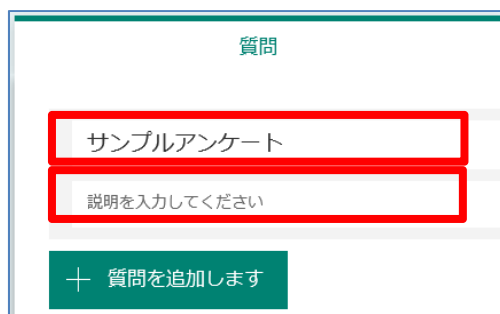 質問
サンプルアンケート
説明を入力してください
＋ 質問を追加します